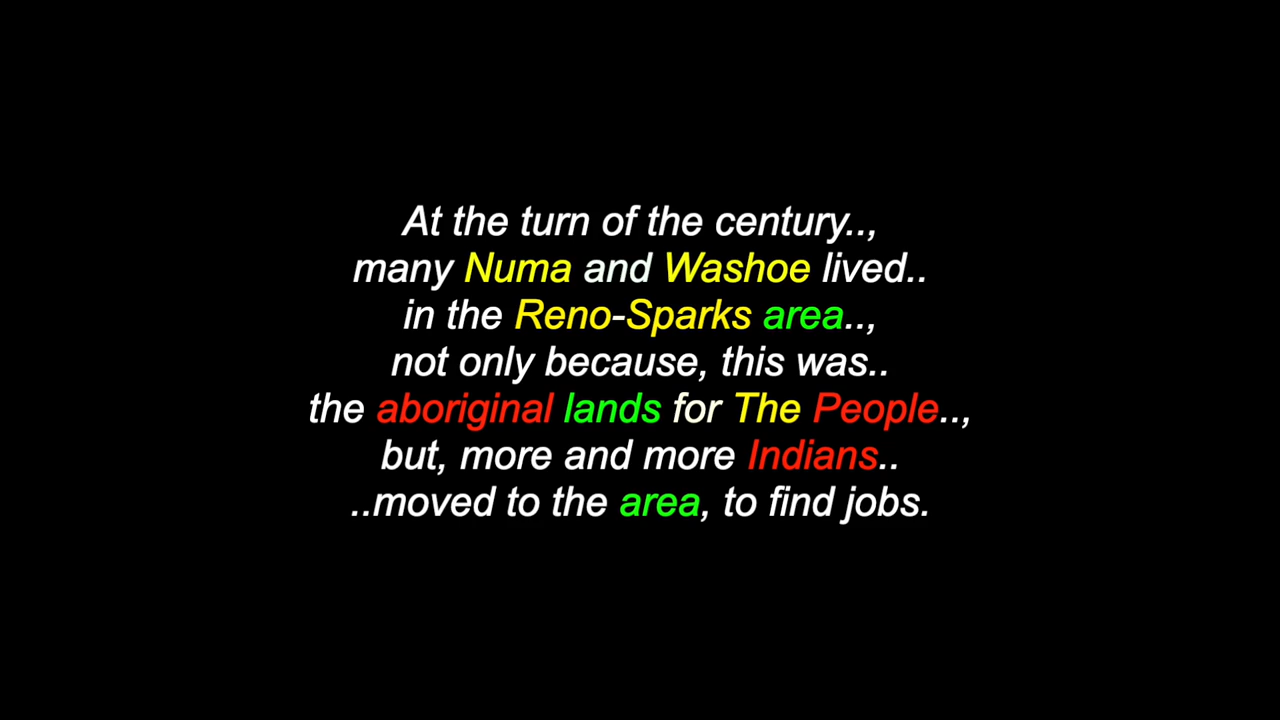 At the turn of the century..,
many Numa and Washoe lived..
in the Reno-Sparks area..,
not only because, this was..
the aboriginal lands for The People..,
but, more and more Indians..
..moved to the area, to find jobs.